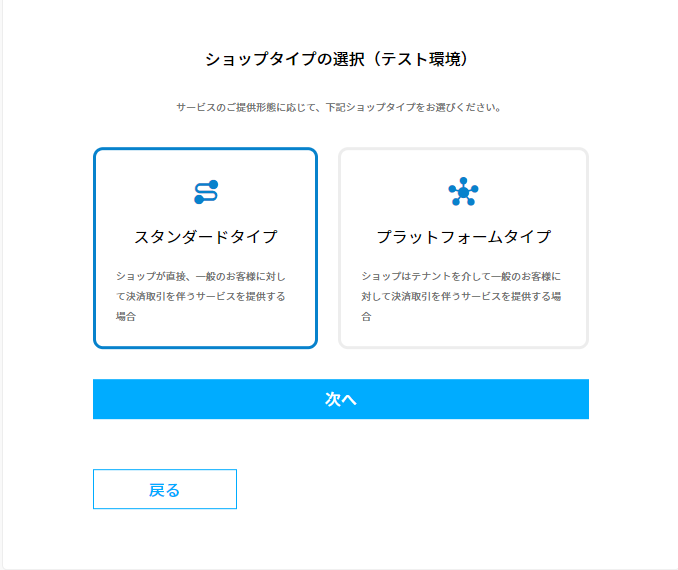 ショップタイプの選択（テスト環境）
サービスのご提供形態に応じて、下記ショップタイプをお選びください。
スタンダードタイプ
ショップが直接、一般のお客様に対し
て決済取引を伴うサービスを提供する
場合
プラットフォームタイプ
ショップはテナントを介して一般のお客様に
対して決済取引を伴うサービスを提供する場
合
次へ
戻る